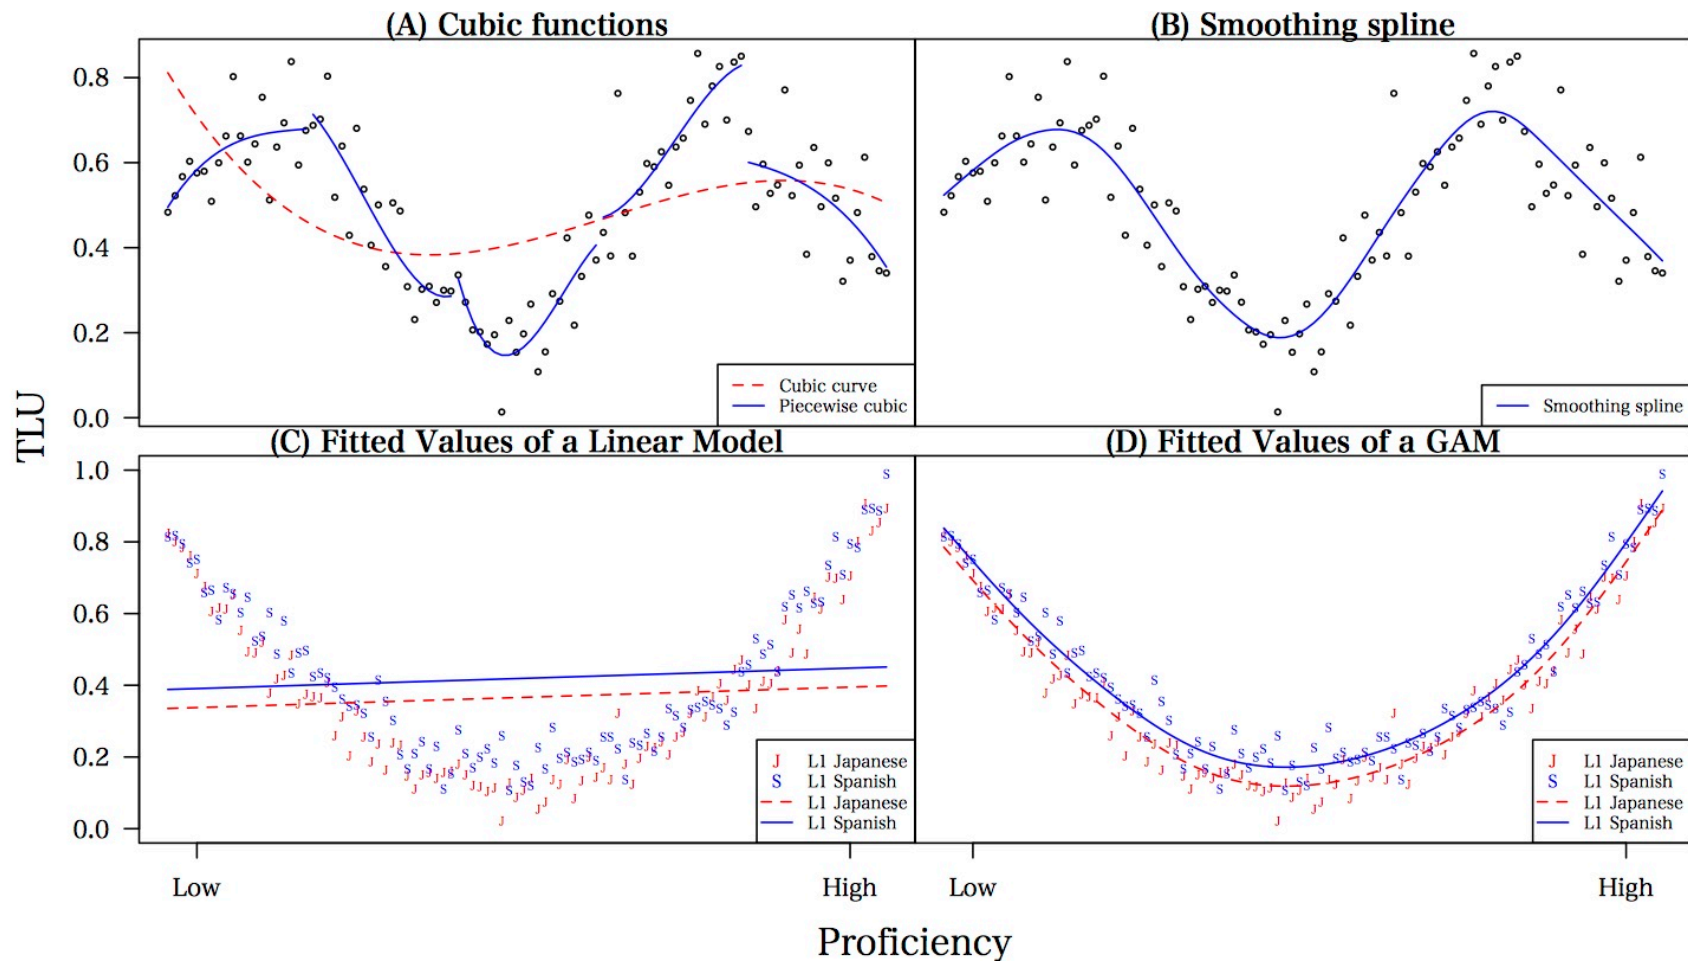 (A) Cubic functions
(B) Smoothing spline
TLU
0.8
0.6
0.4
0.2
0.0
Cubic curve
Piecewise cubic
Smoothing spline
(C) Fitted Values of a Linear Model
(D) Fitted Values of a GAM
1.0
0.8
0.6
0.4
0.2
0.0
J L1 Japanese
S L1 Spanish
L1 Japanese
L1 Spanish
J L1 Japanese
S L1 Spanish
L1 Japanese
L1 Spanish
Low
High
Low
High
Proficiency